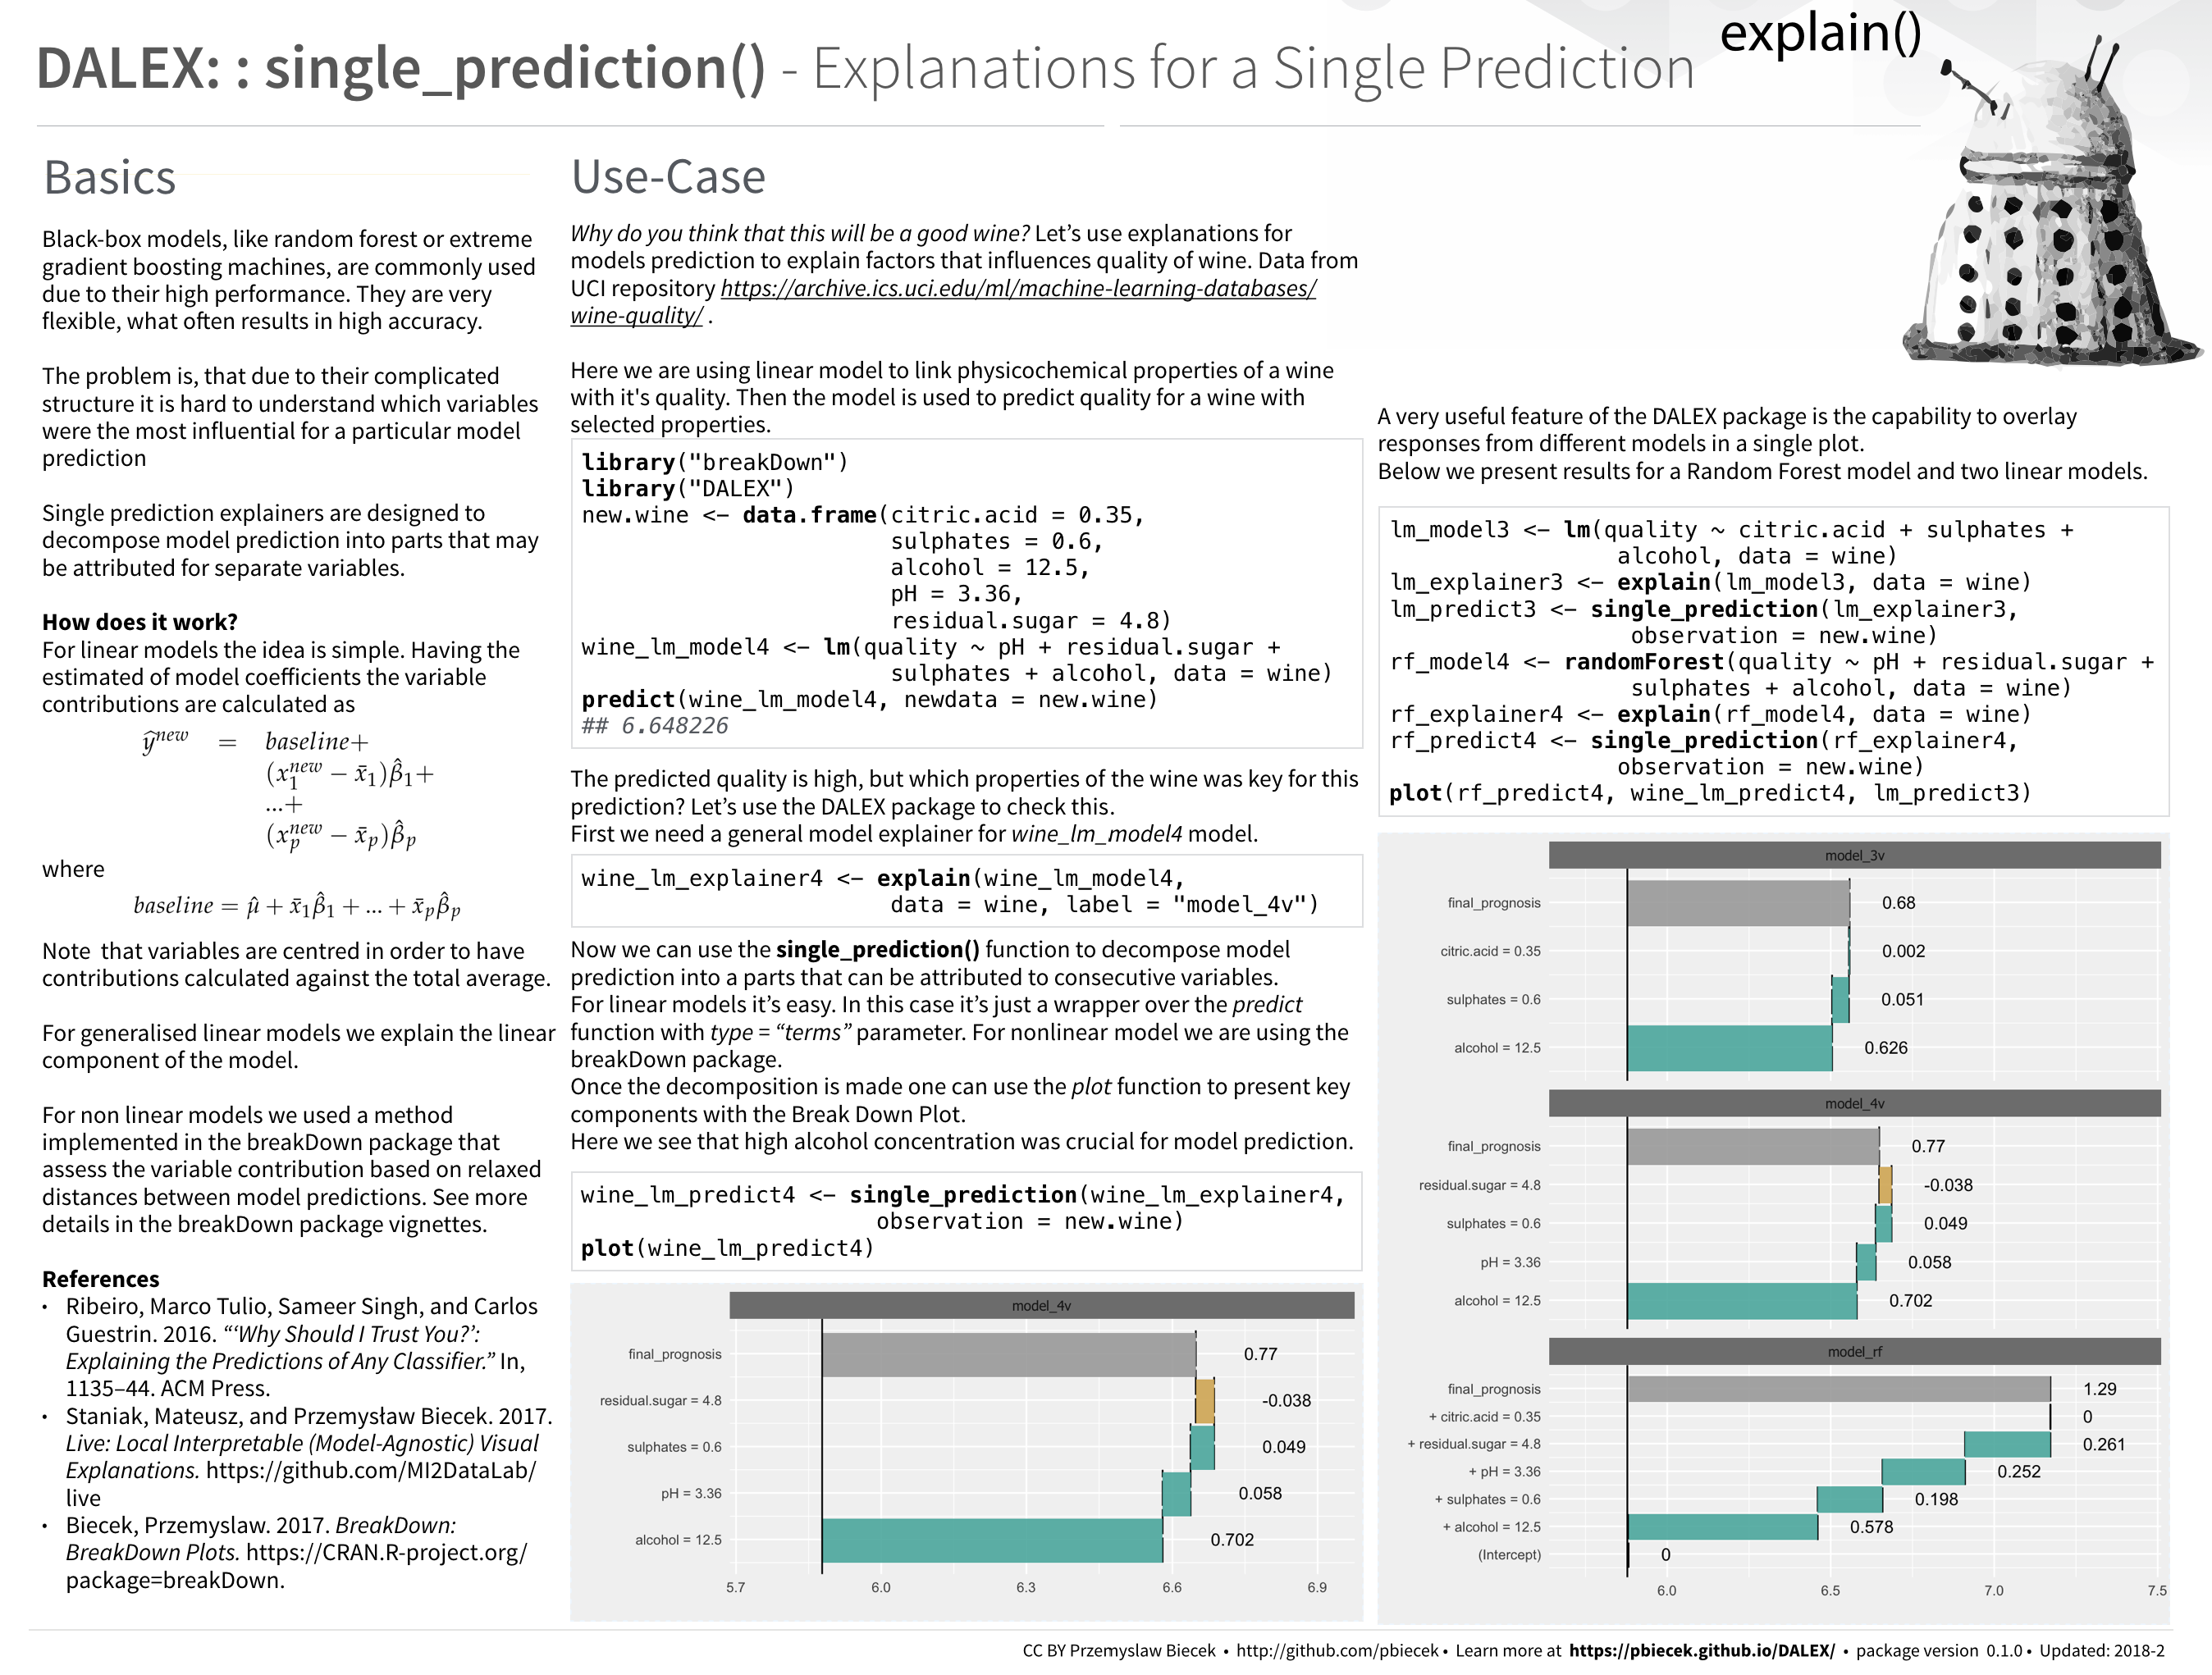 explain()
DALEX: : single_prediction() - Explanations for a Single Prediction
Basics
Black-box models, like random forest or extreme
gradient boosting machines, are commonly used
due to their high performance. They are very
flexible, what often results in high accuracy.
The problem is, that due to their complicated
structure it is hard to understand which variables
were the most influential for a particular model
prediction
Single prediction explainers are designed to
decompose model prediction into parts that may
be attributed for separate variables.
How does it work?
For linear models the idea is simple. Having the
estimated of model coefficients the variable
contributions are calculated as
ŷ^new = baseline+
(x_1^new − x̄_1)β̂_1+
...+
(x_p^new − x̄_p)β̂_p
where
baseline = μ̂ + x̄_1β̂_1 + ... + x̄_pβ̂_p
Note that variables are centred in order to have
contributions calculated against the total average.
For generalised linear models we explain the linear
component of the model.
For non linear models we used a method
implemented in the breakDown package that
assess the variable contribution based on relaxed
distances between model predictions. See more
details in the breakDown package vignettes.
References
• Ribeiro, Marco Tulio, Sameer Singh, and Carlos
Guestrin. 2016. “‘Why Should I Trust You?’:
Explaining the Predictions of Any Classifier.” In,
1135–44. ACM Press.
• Staniak, Mateusz, and Przemysław Biecek. 2017.
Live: Local Interpretable (Model-Agnostic) Visual
Explanations. https://github.com/MI2DataLab/
live
• Biecek, Przemyslaw. 2017. BreakDown:
BreakDown Plots. https://CRAN.R-project.org/
package=breakDown.
Use-Case
Why do you think that this will be a good wine? Let’s use explanations for
models prediction to explain factors that influences quality of wine. Data from
UCI repository https://archive.ics.uci.edu/ml/machine-learning-databases/
wine-quality/ .
Here we are using linear model to link physicochemical properties of a wine
with it's quality. Then the model is used to predict quality for a wine with
selected properties.
library("breakDown")
library("DALEX")
new.wine <- data.frame(citric.acid = 0.35,
sulphates = 0.6,
alcohol = 12.5,
pH = 3.36,
residual.sugar = 4.8)
wine_lm_model4 <- lm(quality ~ pH + residual.sugar +
sulphates + alcohol, data = wine)
predict(wine_lm_model4, newdata = new.wine)
## 6.648226
The predicted quality is high, but which properties of the wine was key for this
prediction? Let’s use the DALEX package to check this.
First we need a general model explainer for wine_lm_model4 model.
wine_lm_explainer4 <- explain(wine_lm_model4,
data = wine, label = "model_4v")
Now we can use the single_prediction() function to decompose model
prediction into a parts that can be attributed to consecutive variables.
For linear models it’s easy. In this case it’s just a wrapper over the predict
function with type = “terms” parameter. For nonlinear model we are using the
breakDown package.
Once the decomposition is made one can use the plot function to present key
components with the Break Down Plot.
Here we see that high alcohol concentration was crucial for model prediction.
wine_lm_predict4 <- single_prediction(wine_lm_explainer4,
observation = new.wine)
plot(wine_lm_predict4)
model_4v
final_prognosis 0.77
residual.sugar = 4.8 -0.038
sulphates = 0.6 0.049
pH = 3.36 0.058
alcohol = 12.5 0.702
5.7 6.0 6.3 6.6 6.9
A very useful feature of the DALEX package is the capability to overlay
responses from different models in a single plot.
Below we present results for a Random Forest model and two linear models.
lm_model3 <- lm(quality ~ citric.acid + sulphates +
alcohol, data = wine)
lm_explainer3 <- explain(lm_model3, data = wine)
lm_predict3 <- single_prediction(lm_explainer3,
observation = new.wine)
rf_model4 <- randomForest(quality ~ pH + residual.sugar +
sulphates + alcohol, data = wine)
rf_explainer4 <- explain(rf_model4, data = wine)
rf_predict4 <- single_prediction(rf_explainer4,
observation = new.wine)
plot(rf_predict4, wine_lm_predict4, lm_predict3)
model_3v
final_prognosis 0.68
citric.acid = 0.35 0.002
sulphates = 0.6 0.051
alcohol = 12.5 0.626
model_4v
final_prognosis 0.77
residual.sugar = 4.8 -0.038
sulphates = 0.6 0.049
pH = 3.36 0.058
alcohol = 12.5 0.702
model_rf
final_prognosis 1.29
+ citric.acid = 0.35 0
+ residual.sugar = 4.8 0.261
+ pH = 3.36 0.252
+ sulphates = 0.6 0.198
+ alcohol = 12.5 0.578
(Intercept) 0
6.0 6.5 7.0 7.5
CC BY Przemyslaw Biecek • http://github.com/pbiecek • Learn more at https://pbiecek.github.io/DALEX/ • package version 0.1.0 • Updated: 2018-2